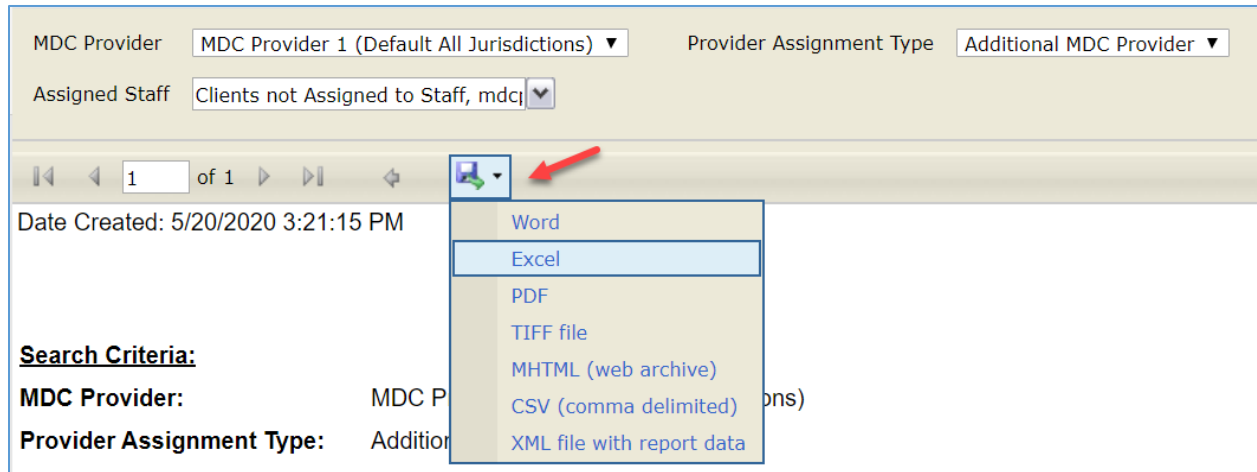 MDC Provider MDC Provider 1 (Default All Jurisdictions) Provider Assignment Type Additional MDC Provider
Assigned Staff Clients not Assigned to Staff,
1 of 1
Date Created: 5/20/2020 3:21:15 PM
Word
Excel
PDF
TIFF file
MHTML (web archive)
CSV (comma delimited)
XML file with report data
Search Criteria:
MDC Provider: MDC
Provider Assignment Type: